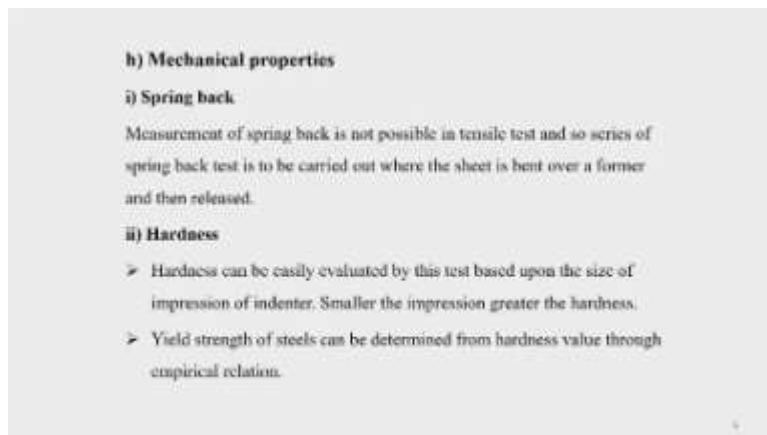 h) Mechanical properties
i) Spring back
Measurement of spring back is not possible in tensile test and so series of
spring back test is to be carried out where the sheet is bent over a former
and then released.
ii) Hardness
➢ Hardness can be easily evaluated by this test based upon the size of
impression of indenter. Smaller the impression greater the hardness.
➢ Yield strength of steels can be determined from hardness value through
empirical relation.